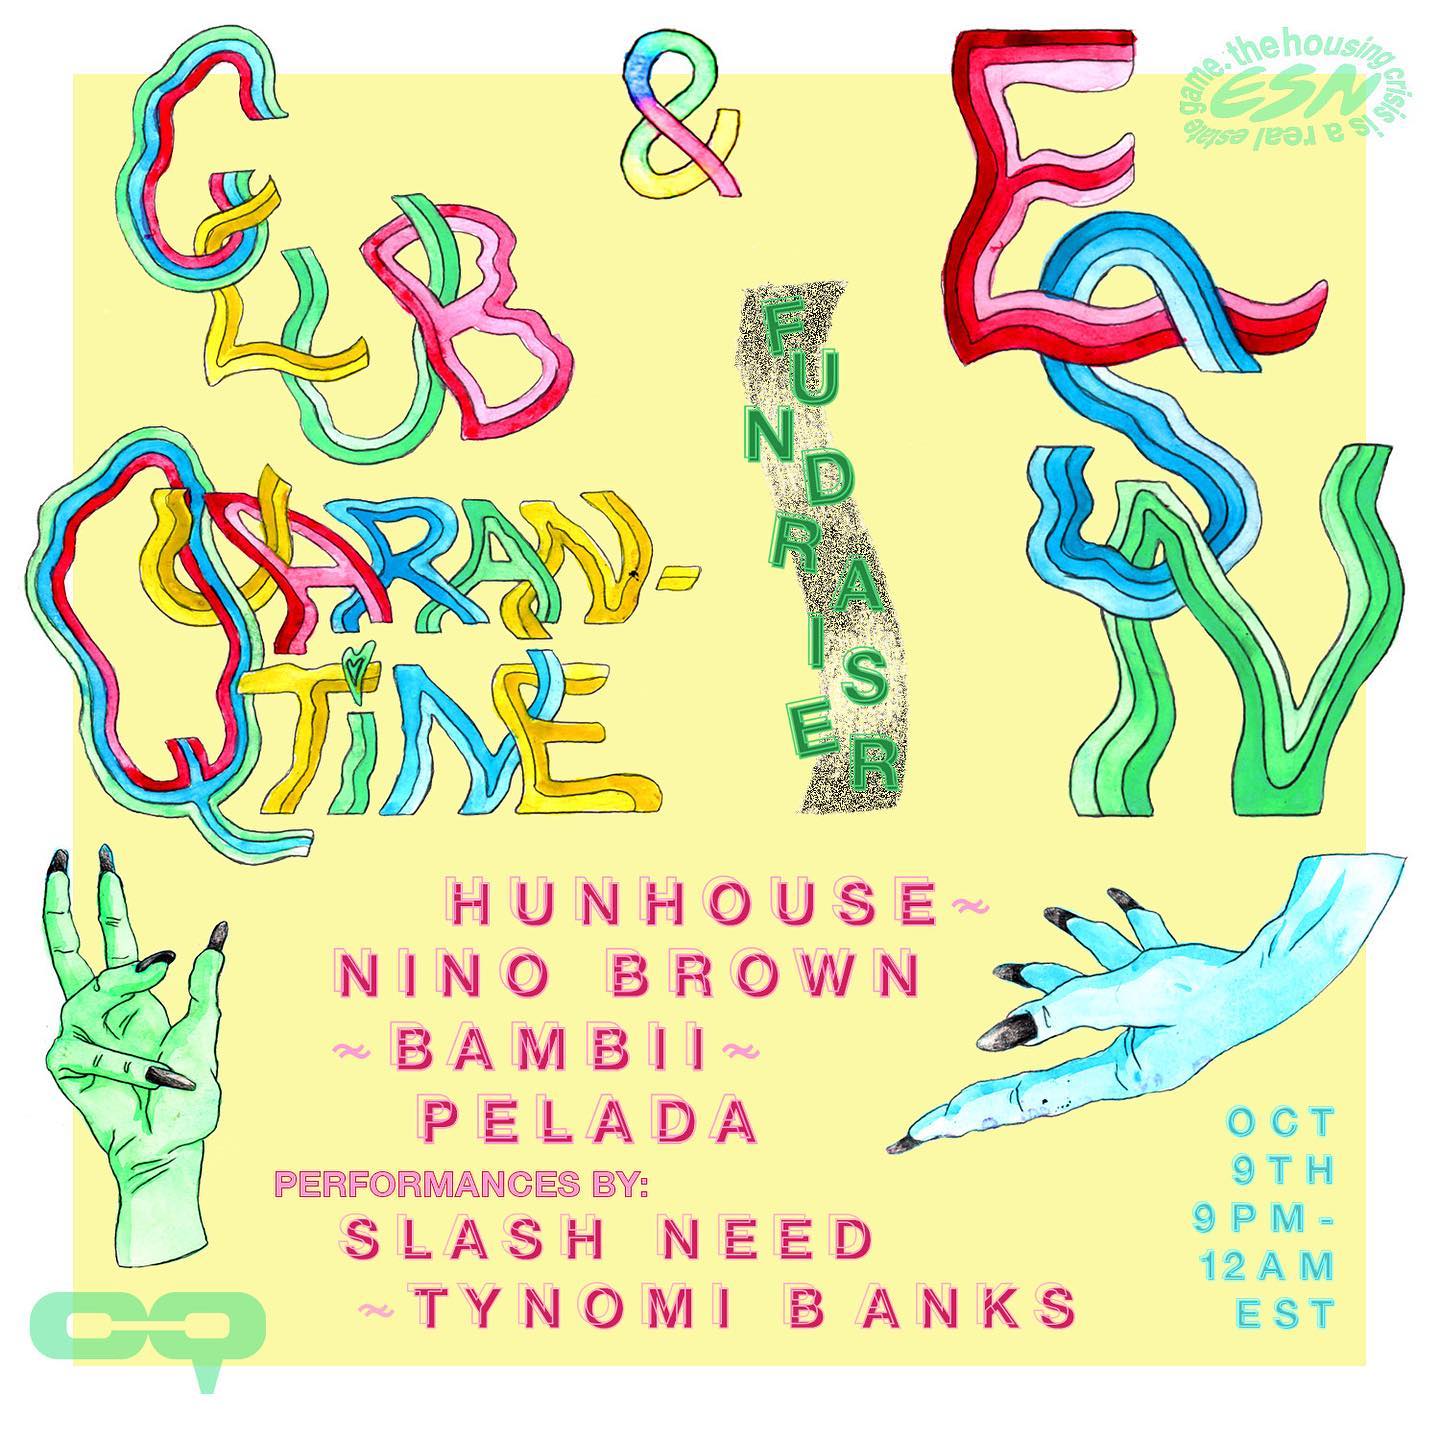 CLUB
QUARAN-
TiNE
&
ESN
FUNDRAiSER
the housing crisis is a real estate game.
ESN
HUNHOUSE~
NINO BROWN
~BAMBII~
PELADA
PERFORMANCES BY:
SLASH NEED
~TYNOMI BANKS
OCT
9TH
9PM-
12AM
EST
CQ